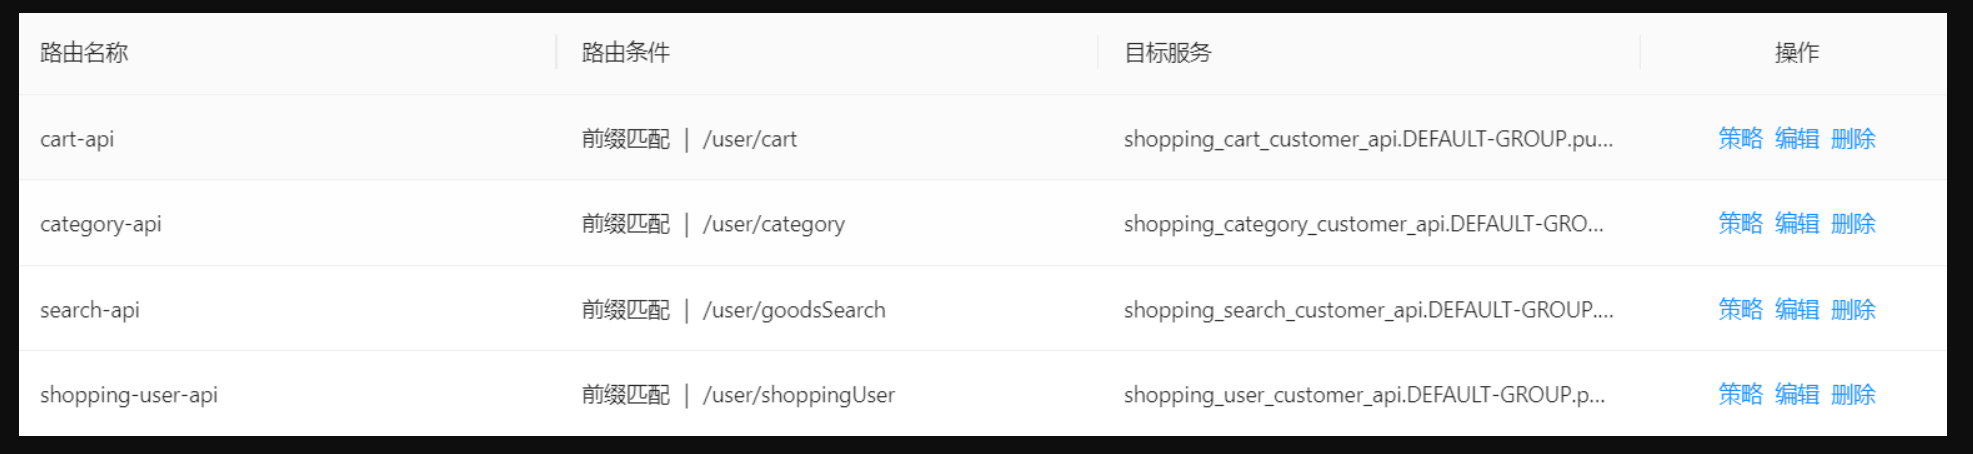 路由名称 路由条件 目标服务 操作
cart-api 前缀匹配 | /user/cart shopping_cart_customer_api.DEFAULT-GROUP.pu... 策略 编辑 删除
category-api 前缀匹配 | /user/category shopping_category_customer_api.DEFAULT-GRO... 策略 编辑 删除
search-api 前缀匹配 | /user/goodsSearch shopping_search_customer_api.DEFAULT-GROUP.... 策略 编辑 删除
shopping-user-api 前缀匹配 | /user/shoppingUser shopping_user_customer_api.DEFAULT-GROUP.p... 策略 编辑 删除